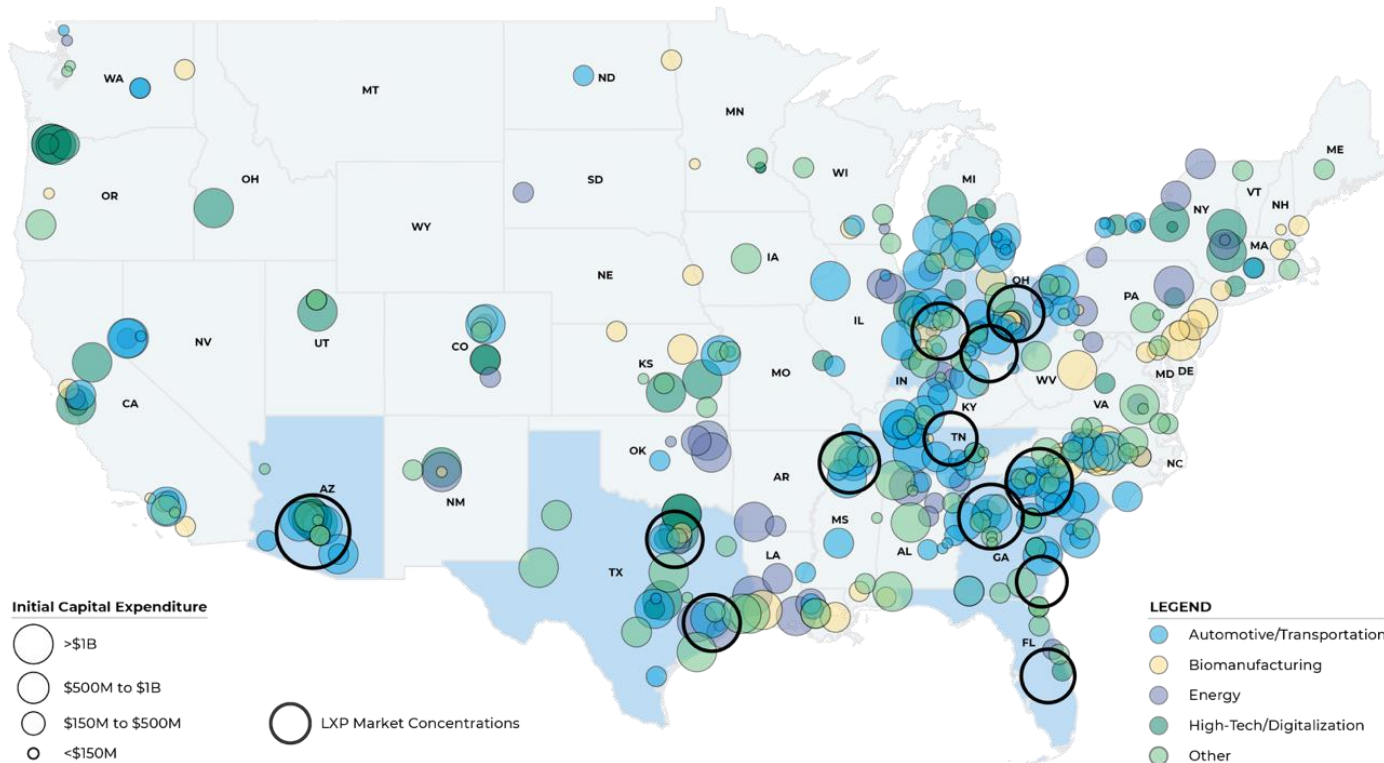 WA
MT
ND
MN
ME
OR
OH
SD
WI
MI
NY
VT
NH
MA
WY
NE
IA
IL
OH
PA
NV
UT
CO
KS
MO
IN
WV
MD
DE
CA
KY
VA
OK
AR
TN
NC
AZ
NM
TX
LA
MS
AL
GA
FL
Initial Capital Expenditure
>$1B
$500M to $1B
$150M to $500M
<$150M
LXP Market Concentrations
LEGEND
Automotive/Transportation
Biomanufacturing
Energy
High-Tech/Digitalization
Other